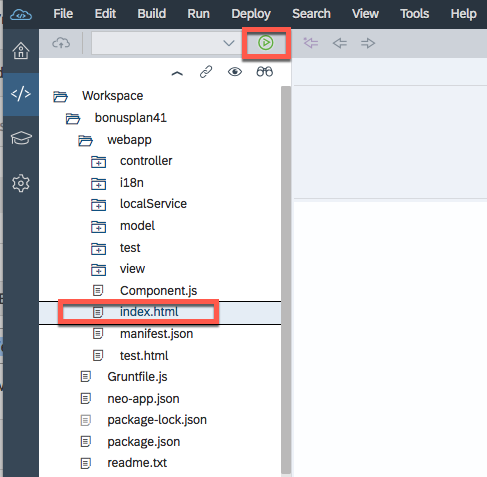 File Edit Build Run Deploy Search View Tools Help
Workspace
bonusplan41
webapp
controller
i18n
localService
model
test
view
Component.js
index.html
manifest.json
test.html
Gruntfile.js
neo-app.json
package-lock.json
package.json
readme.txt